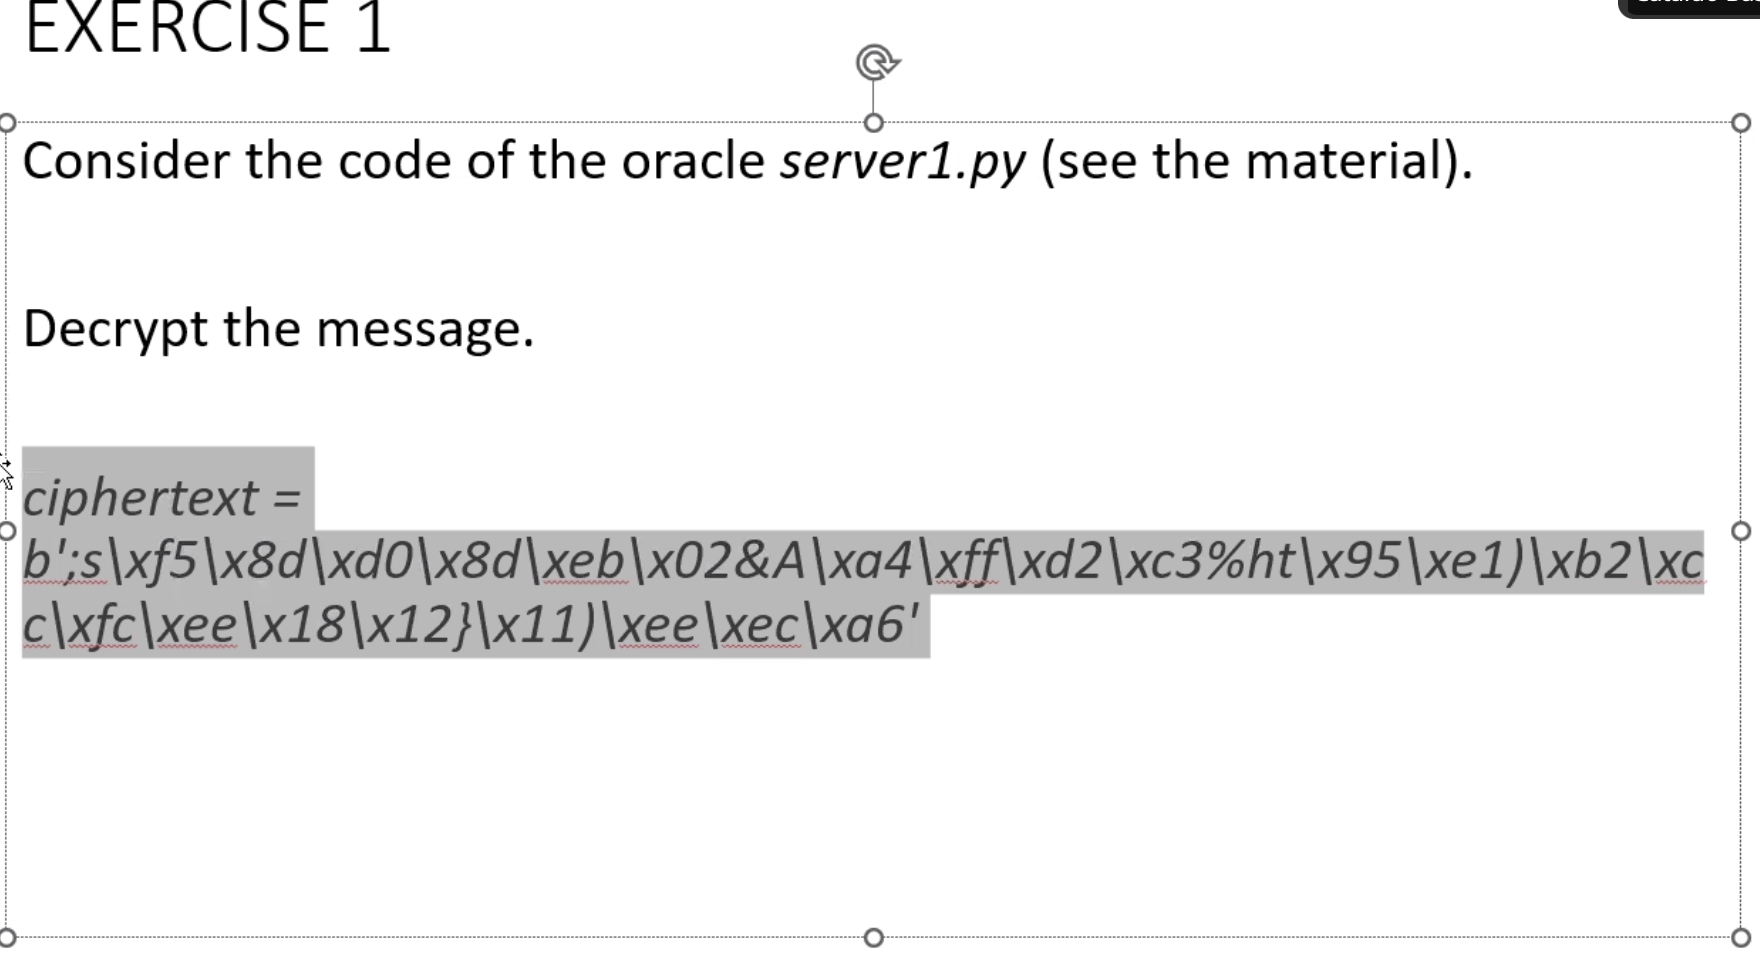 EXERCISE 1
Consider the code of the oracle server1.py (see the material).
Decrypt the message.
ciphertext =
b';s\xf5\x8d\xd0\x8d\xeb\x02&A\xa4\xff\xd2\xc3%ht\x95\xe1)\xb2\xc
c\xfc\xee\x18\x12}\x11)\xee\xec\xa6'